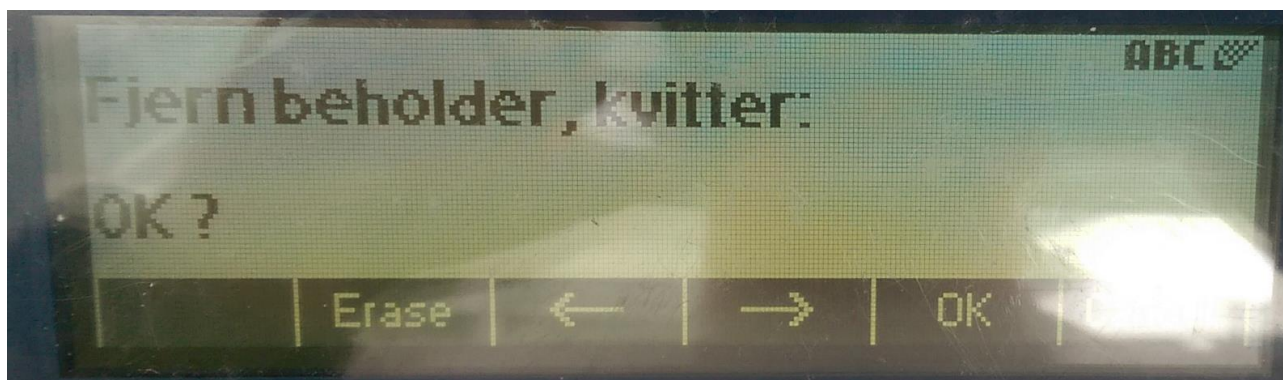 ABC
Fjern beholder, kvitter:
OK ?
Erase ← → OK